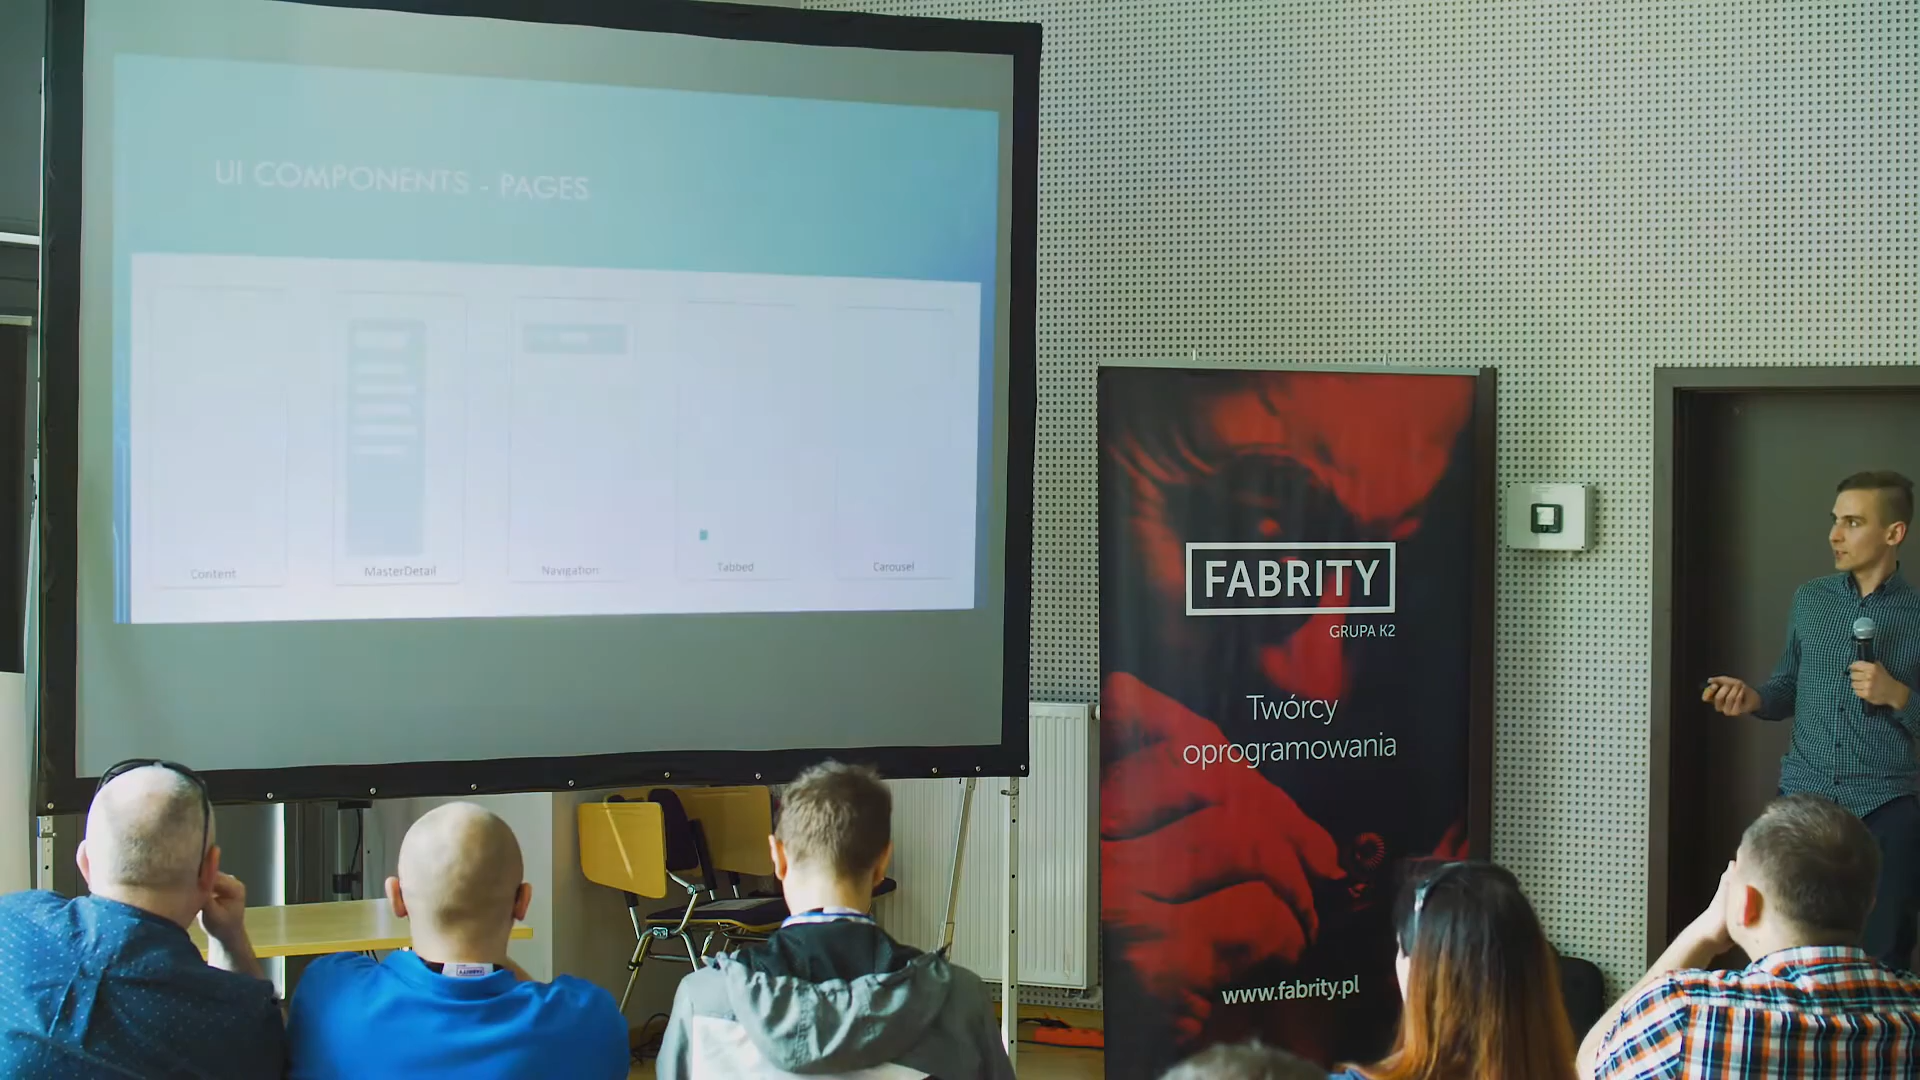 UI COMPONENTS - PAGES
Content
MasterDetail
Navigation
Tabbed
Carousel
FABRITY
GRUPA K2
Twórcy
oprogramowania
www.fabrity.pl